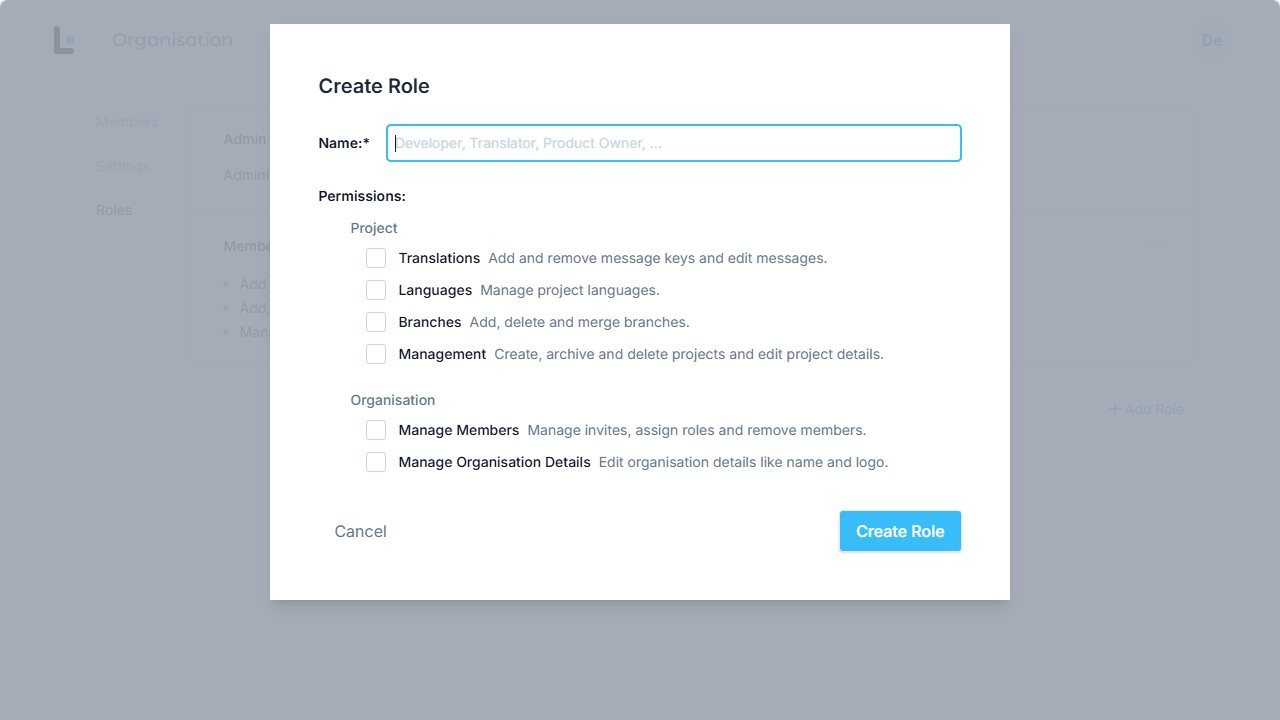 Organisation
De
Members
Settings
Roles
Admin
Create Role
Name:*
Developer, Translator, Product Owner, ...
Permissions:
Project
Translations Add and remove message keys and edit messages.
Languages Manage project languages.
Branches Add, delete and merge branches.
Management Create, archive and delete projects and edit project details.
Organisation
Manage Members Manage invites, assign roles and remove members.
Manage Organisation Details Edit organisation details like name and logo.
Cancel
Create Role
Add
Add,
+ Add Role